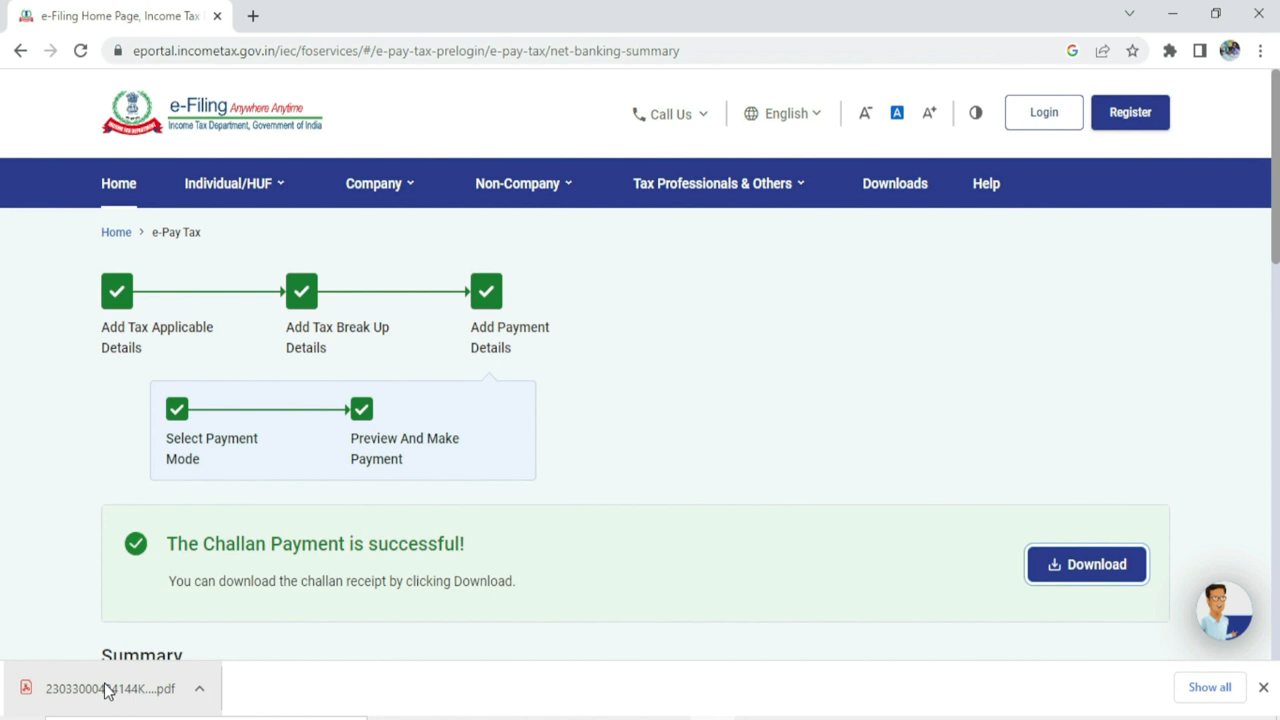 e-Filing Home Page, Income Tax
eportal.incometax.gov.in/iec/foservices/#/e-pay-tax-prelogin/e-pay-tax/net-banking-summary
e-Filing Anywhere Anytime
Income Tax Department, Government of India
Call Us
English
A- A A+
Login
Register
Home Individual/HUF Company Non-Company Tax Professionals & Others Downloads Help
Home > e-Pay Tax
Add Tax Applicable
Details
Add Tax Break Up
Details
Add Payment
Details
Select Payment
Mode
Preview And Make
Payment
The Challan Payment is successful!
You can download the challan receipt by clicking Download.
Download
Summary
Show all